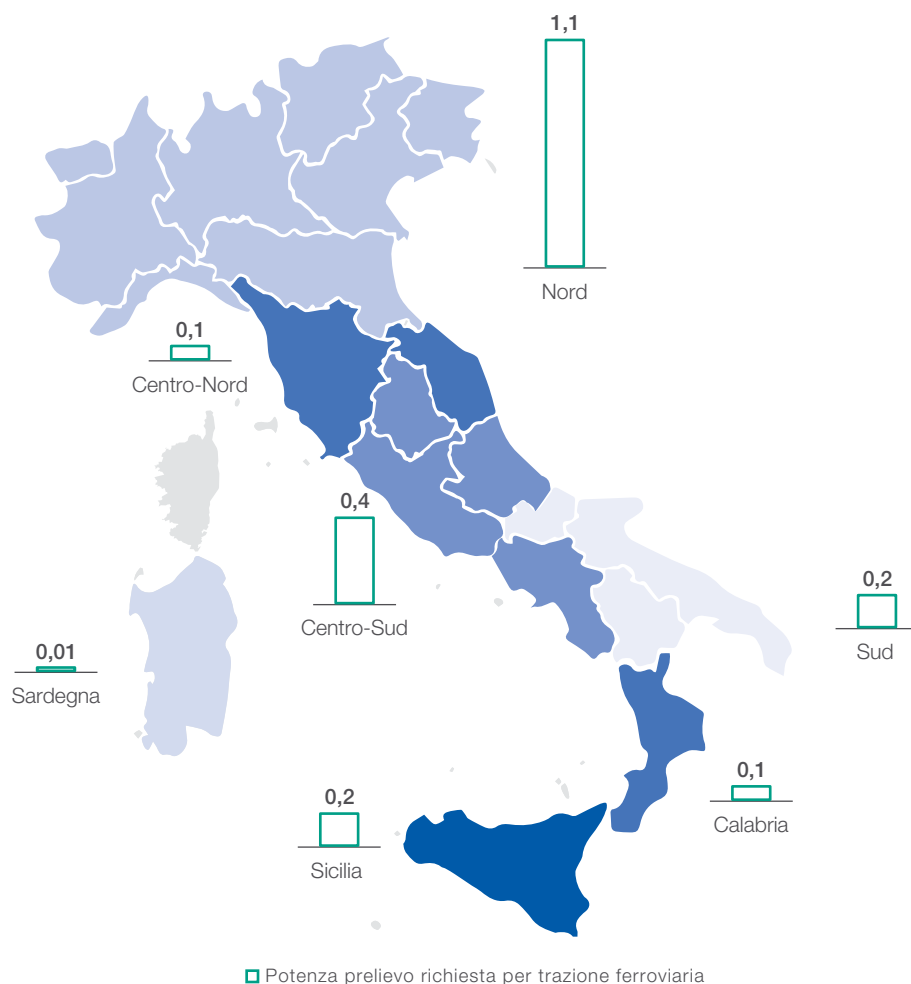 1,1
Nord
0,1
Centro-Nord
0,4
Centro-Sud
0,2
Sud
0,01
Sardegna
0,1
Calabria
0,2
Sicilia
Potenza prelievo richiesta per trazione ferroviaria